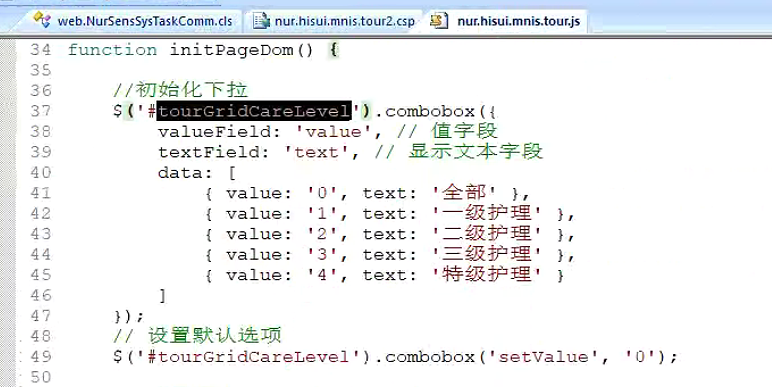 web.NurSensSysTaskComm.cls nur.hisui.mnis.tour2.csp nur.hisui.mnis.tour.js
34 function initPageDom() {
35
36 //初始化下拉
37 $('#tourGridCareLevel').combobox({
38 valueField: 'value', // 值字段
39 textField: 'text', // 显示文本字段
40 data: [
41 { value: '0', text: '全部' },
42 { value: '1', text: '一级护理' },
43 { value: '2', text: '二级护理' },
44 { value: '3', text: '三级护理' },
45 { value: '4', text: '特级护理' }
46 ]
47 });
48 // 设置默认选项
49 $('#tourGridCareLevel').combobox('setValue', '0');
50